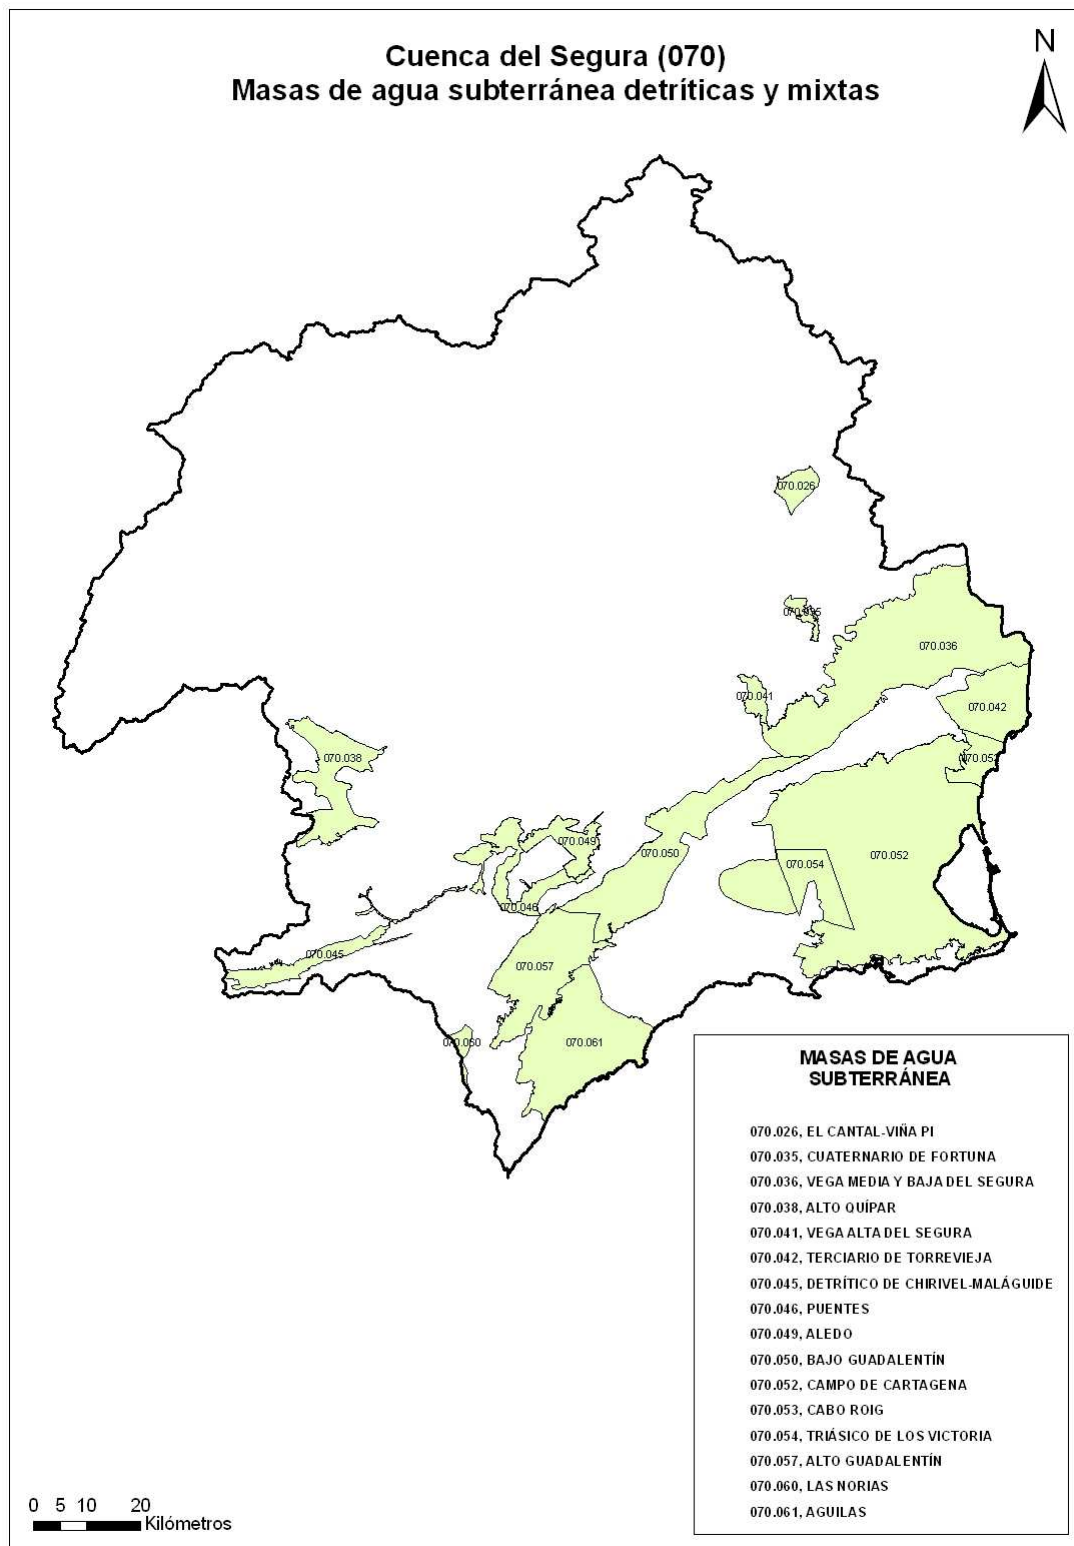 Cuenca del Segura (070)
Masas de agua subterránea detríticas y mixtas
N
070.026
070.035
070.036
070.041
070.042
070.038
070.053
070.049
070.050
070.052
070.054
070.046
070.045
070.057
070.060
070.061
MASAS DE AGUA
SUBTERRÁNEA
070.026, EL CANTAL-VIÑA PI
070.035, CUATERNARIO DE FORTUNA
070.036, VEGA MEDIA Y BAJA DEL SEGURA
070.038, ALTO QUÍPAR
070.041, VEGA ALTA DEL SEGURA
070.042, TERCIARIO DE TORREVIEJA
070.045, DETRÍTICO DE CHIRIVEL-MALÁGUIDE
070.046, PUENTES
070.049, ALEDO
070.050, BAJO GUADALENTÍN
070.052, CAMPO DE CARTAGENA
070.053, CABO ROIG
070.054, TRIÁSICO DE LOS VICTORIA
070.057, ALTO GUADALENTÍN
070.060, LAS NORIAS
070.061, AGUILAS
0 5 10 20
Kilómetros